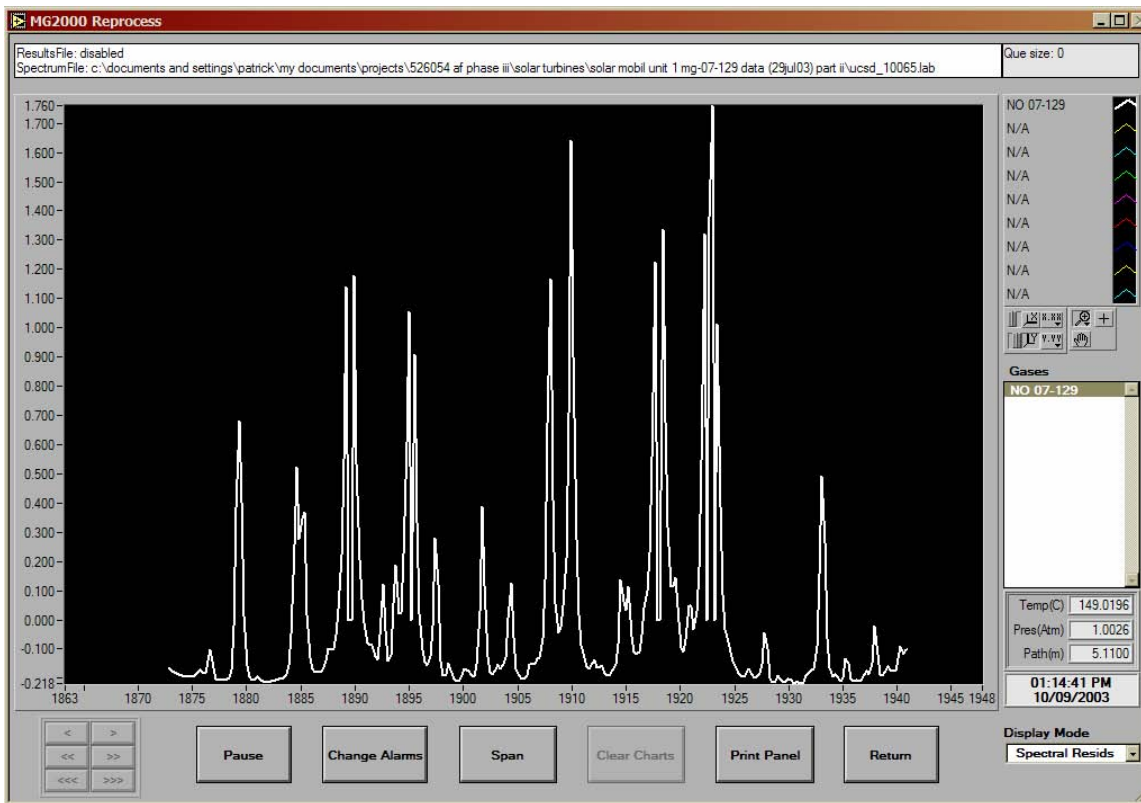 MG2000 Reprocess
ResultsFile: disabled
SpectrumFile: c:\documents and settings\patrick\my documents\projects\526054 af phase iii\solar turbines\solar mobil unit 1 mg-07-129 data (29jul03) part ii\ucsd_10065.lab
Que size: 0
1.760
1.700
1.600
1.500
1.400
1.300
1.200
1.100
1.000
0.900
0.800
0.700
0.600
0.500
0.400
0.300
0.200
0.100
0.000
-0.100
-0.218
1863 1870 1875 1880 1885 1890 1895 1900 1905 1910 1915 1920 1925 1930 1935 1940 1945 1948
NO 07-129
N/A
N/A
N/A
N/A
N/A
N/A
N/A
N/A
X X.XX
Y Y.YY
Gases
NO 07-129
Temp(C) 149.0196
Pres(Atm) 1.0026
Path(m) 5.1100
01:14:41 PM
10/09/2003
Display Mode
Spectral Resids
< >
<< >>
<<< >>>
Pause
Change Alarms
Span
Clear Charts
Print Panel
Return